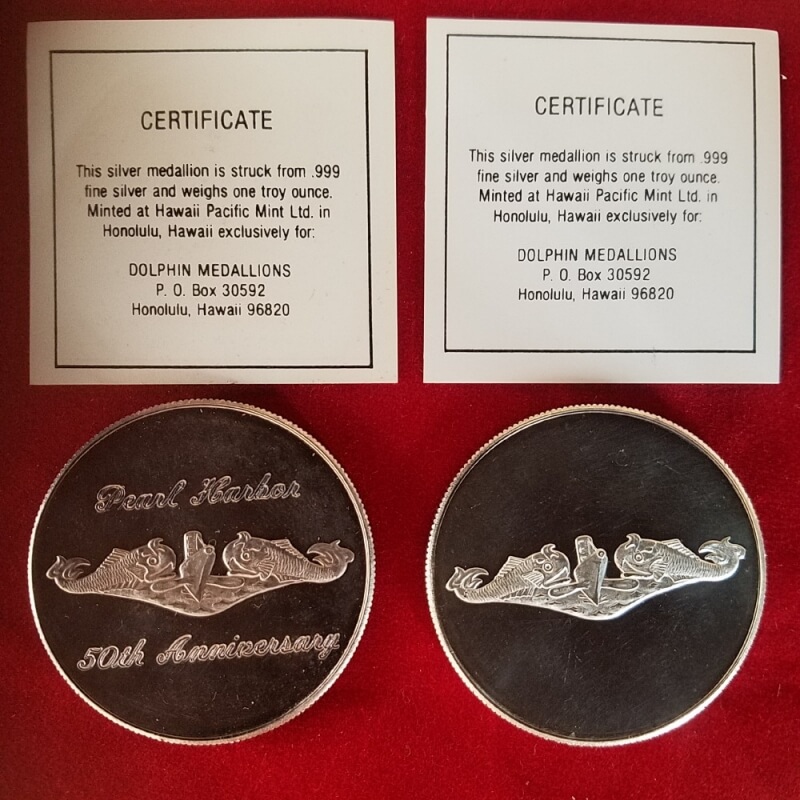 CERTIFICATE
This silver medallion is struck from .999
fine silver and weighs one troy ounce.
Minted at Hawaii Pacific Mint Ltd. in
Honolulu, Hawaii exclusively for:
DOLPHIN MEDALLIONS
P. O. Box 30592
Honolulu, Hawaii 96820
CERTIFICATE
This silver medallion is struck from .999
fine silver and weighs one troy ounce.
Minted at Hawaii Pacific Mint Ltd. in
Honolulu, Hawaii exclusively for:
DOLPHIN MEDALLIONS
P. O. Box 30592
Honolulu, Hawaii 96820
Pearl Harbor
50th Anniversary